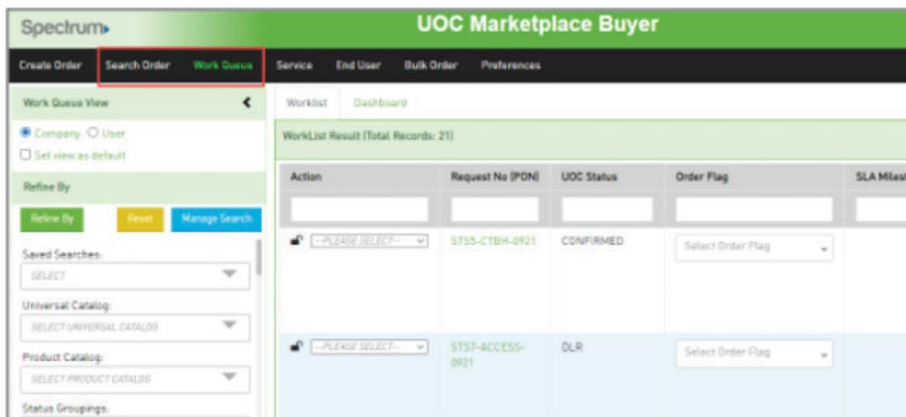 Spectrum
UOC Marketplace Buyer
Create Order Search Order Work Queue Service End User Bulk Order Preferences
Work Queue View
Company User
Set view as default
Refine By
Refine By Reset Manage Search
Saved Searches:
SELECT
Universal Catalog:
SELECT UNIVERSAL CATALOG
Product Catalog:
SELECT PRODUCT CATALOG
Status Groupings:
Worklist Dashboard
WorkList Result (Total Records: 21)
Action Request No (PON) UOC Status Order Flag SLA Milest
--PLEASE SELECT-- STS5-CTBH-0921 CONFIRMED Select Order Flag
--PLEASE SELECT-- STS7-ACCESS- DLR Select Order Flag
0921